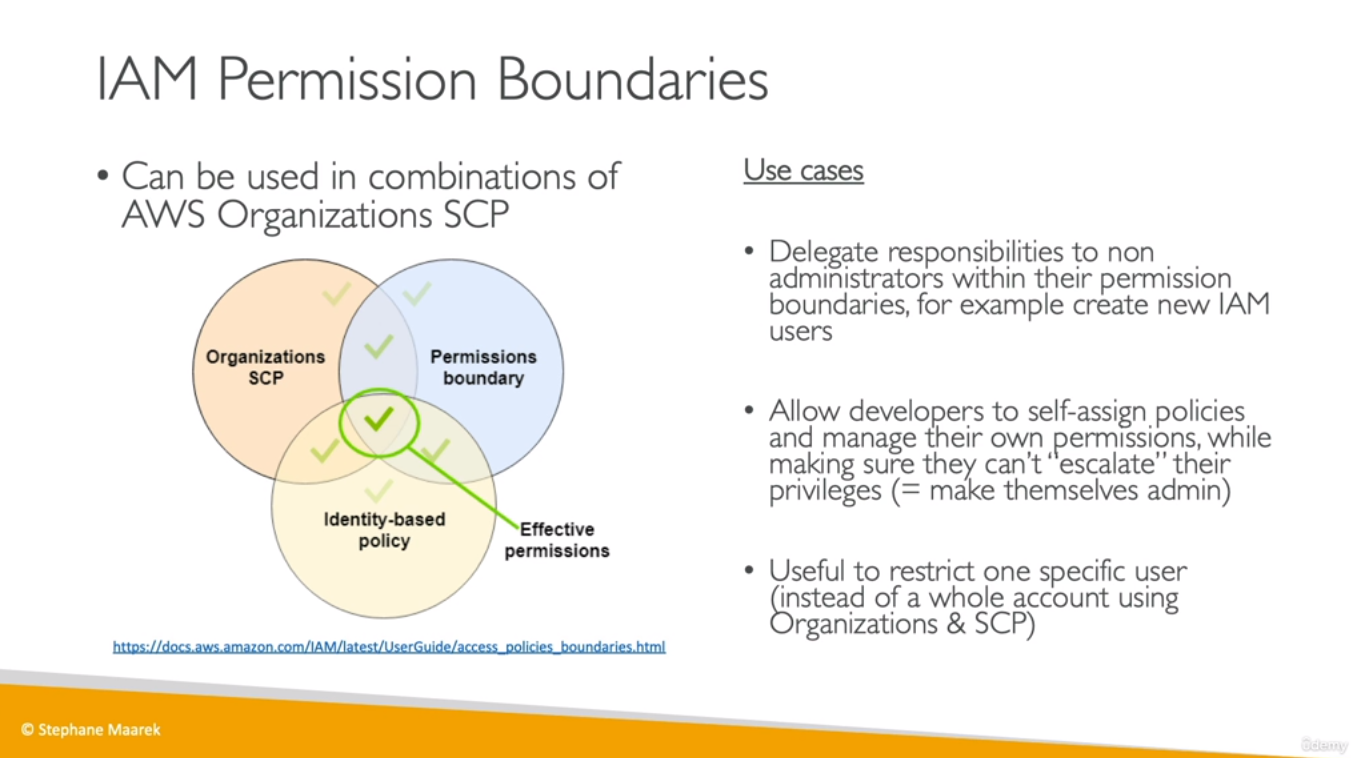 IAM Permission Boundaries
• Can be used in combinations of
AWS Organizations SCP
Organizations
SCP
Permissions
boundary
Identity-based
policy
Effective
permissions
https://docs.aws.amazon.com/IAM/latest/UserGuide/access_policies_boundaries.html
Use cases
• Delegate responsibilities to non
administrators within their permission
boundaries, for example create new IAM
users
• Allow developers to self-assign policies
and manage their own permissions, while
making sure they can't “escalate” their
privileges (= make themselves admin)
• Useful to restrict one specific user
(instead of a whole account using
Organizations & SCP)
© Stephane Maarek
ûdemy